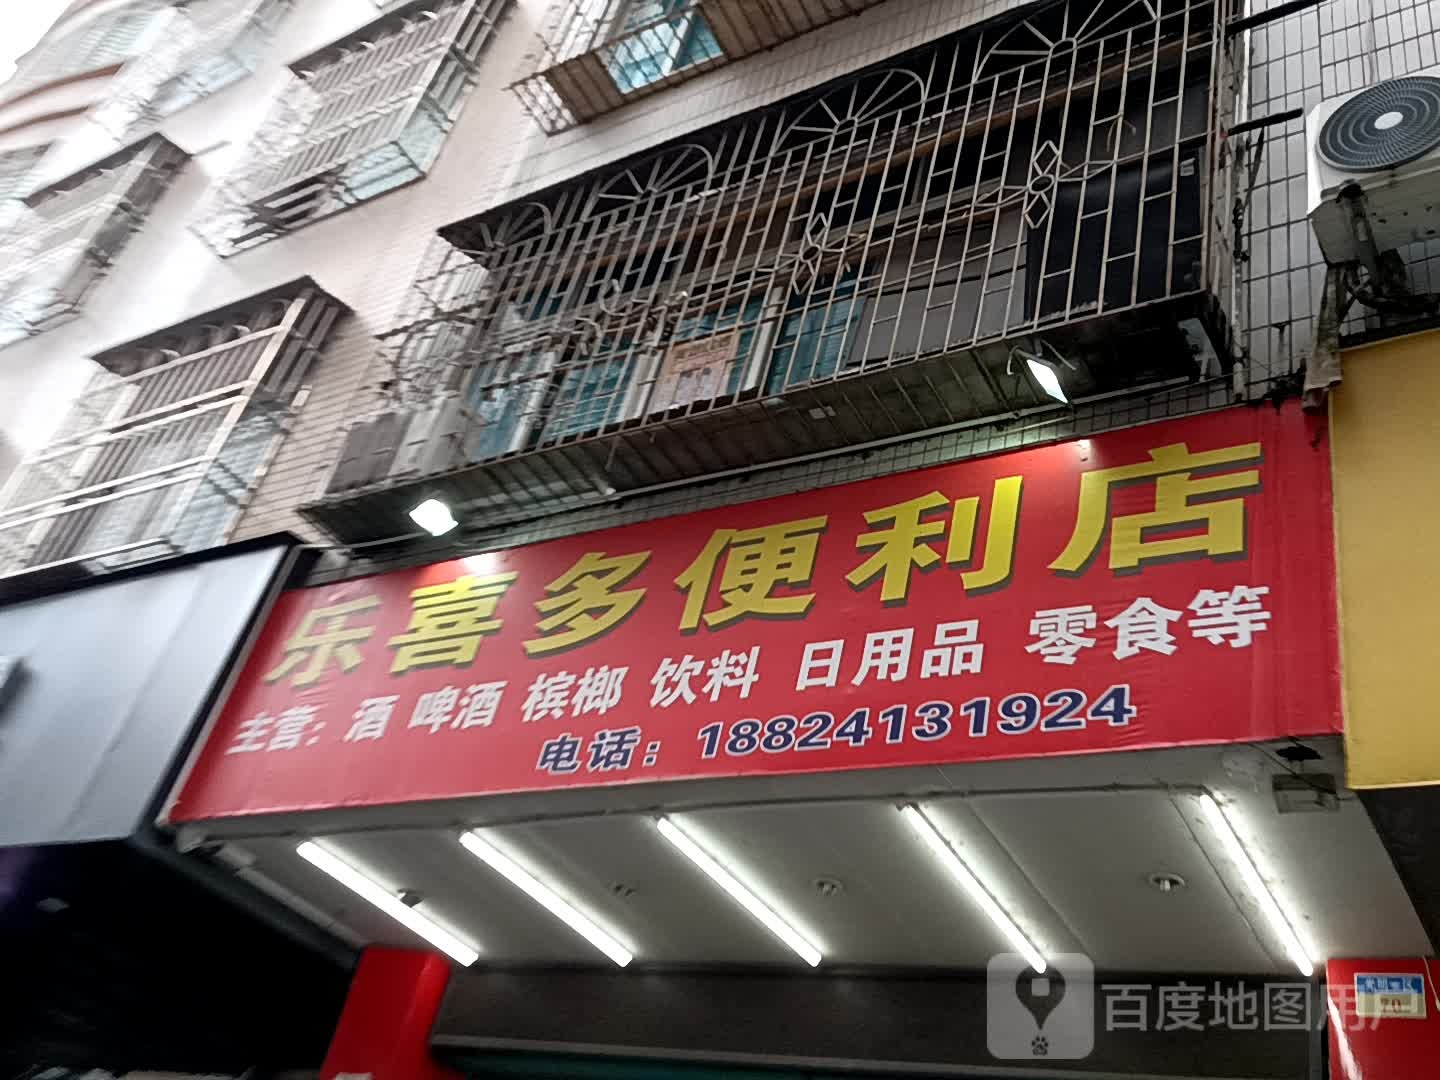 乐喜多便利店
主营：酒 啤酒 槟榔 饮料 日用品 零食等
电话：18824131924
70
百度地图用户